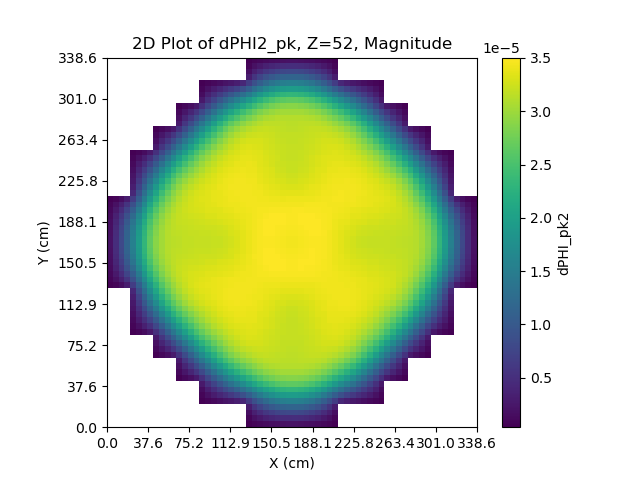 2D Plot of dPHI2_pk, Z=52, Magnitude
1e−5
338.6
301.0
263.4
225.8
188.1
150.5
112.9
75.2
37.6
0.0
Y (cm)
0.0 37.6 75.2 112.9 150.5 188.1 225.8 263.4 301.0 338.6
X (cm)
3.5
3.0
2.5
2.0
1.5
1.0
0.5
dPHI_pk2